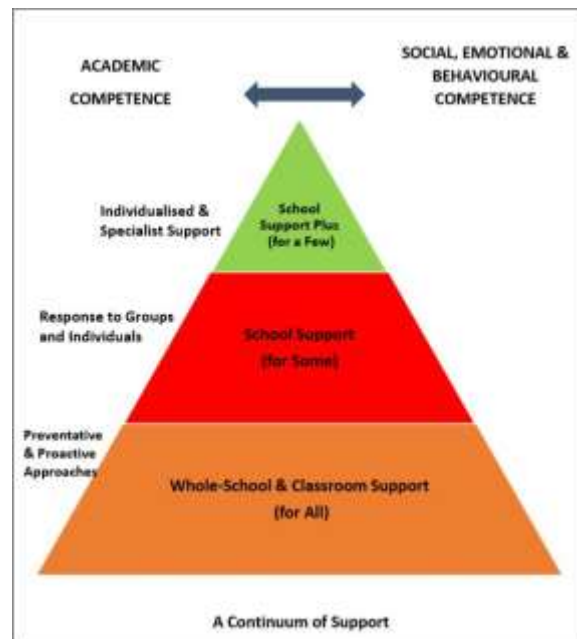 ACADEMIC
COMPETENCE
SOCIAL, EMOTIONAL &
BEHAVIOURAL
COMPETENCE
Individualised &
Specialist Support
School
Support Plus
(for a Few)
Response to Groups
and Individuals
School Support
(for Some)
Preventative
& Proactive
Approaches
Whole-School & Classroom Support
(for All)
A Continuum of Support